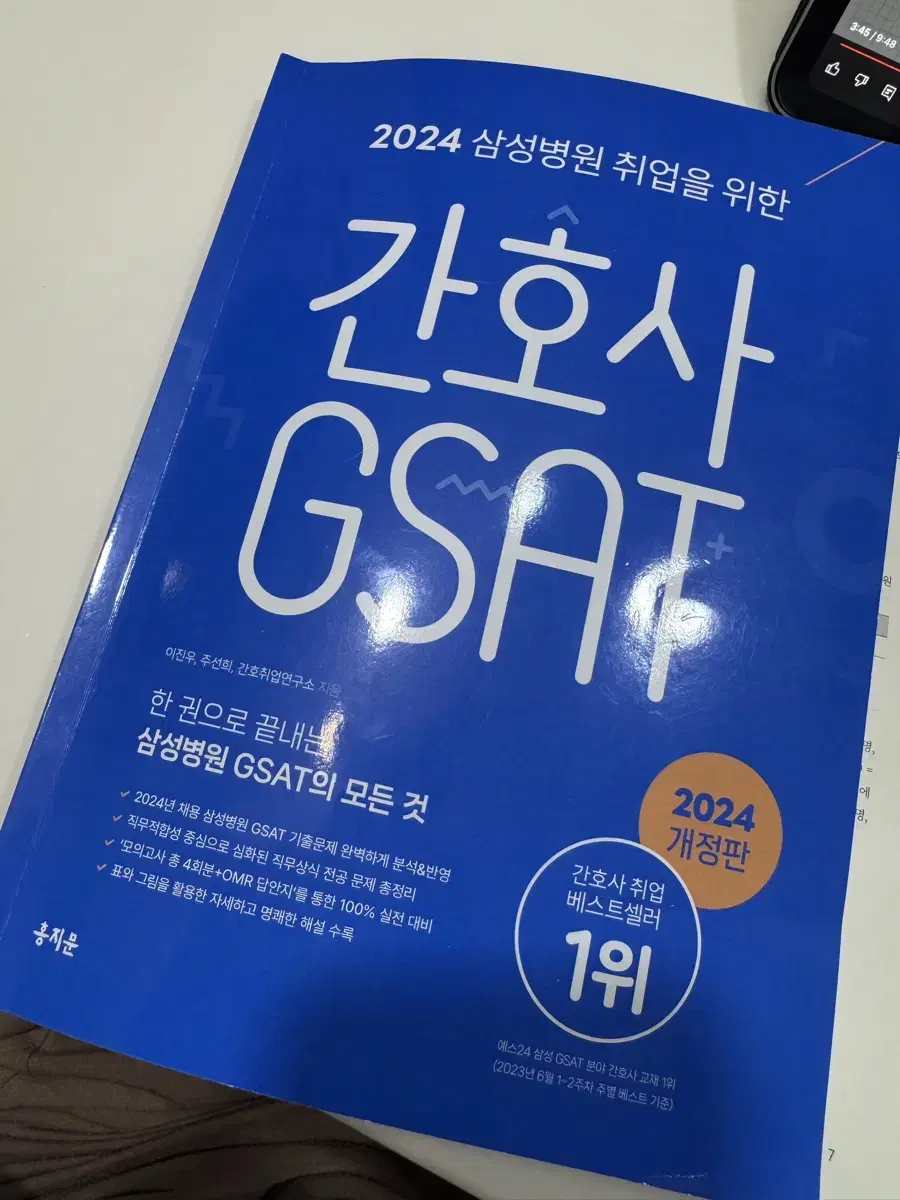 3:45 / 9:48
2024 삼성병원 취업을 위한
간호사
GSAT
이진우, 주선희, 간호취업연구소 지음
한 권으로 끝내는
삼성병원 GSAT의 모든 것
2024년 채용 삼성병원 GSAT 기출문제 완벽하게 분석&반영
직무적합성 중심으로 심화된 직무상식 전공 문제 총정리
'모의고사 총 4회분+OMR 답안지'를 통한 100% 실전 대비
표와 그림을 활용한 자세하고 명쾌한 해설 수록
홍지문
2024
개정판
간호사 취업
베스트셀러
1위
예스24 삼성 GSAT 분야 간호사 교재 1위
(2023년 6월 1~2주차 주별 베스트 기준)
원
명,
=
에
명,
7